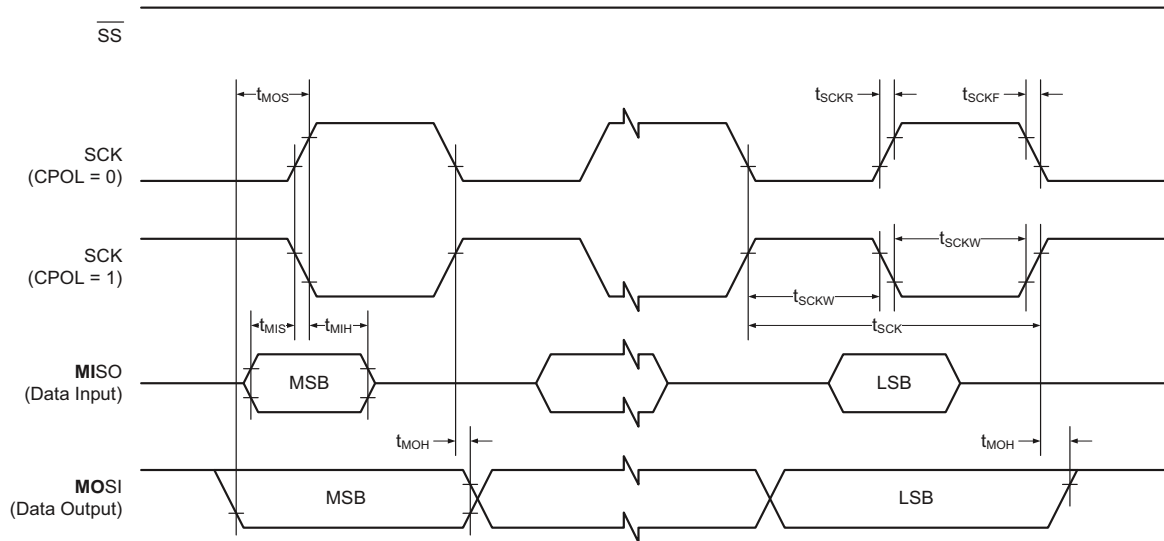 SS
tMOS
tSCKR
tSCKF
SCK
(CPOL = 0)
SCK
(CPOL = 1)
tSCKW
tSCKW
tSCK
tMIS
tMIH
MISO
(Data Input)
MSB
LSB
tMOH
tMOH
MOSI
(Data Output)
MSB
LSB